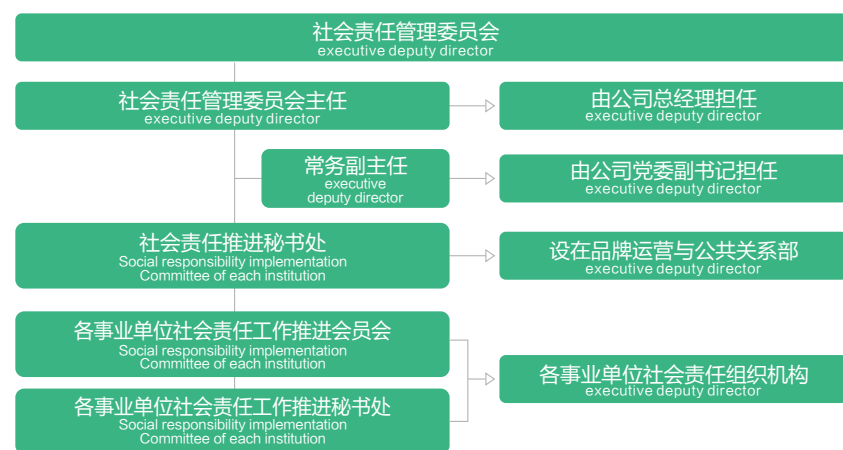 社会责任管理委员会
executive deputy director
社会责任管理委员会主任
executive deputy director
由公司总经理担任
executive deputy director
常务副主任
executive
deputy director
由公司党委副书记担任
executive deputy director
社会责任推进秘书处
Social responsibility implementation
Committee of each institution
设在品牌运营与公共关系部
executive deputy director
各事业单位社会责任工作推进会员会
Social responsibility implementation
Committee of each institution
各事业单位社会责任组织机构
executive deputy director
各事业单位社会责任工作推进秘书处
Social responsibility implementation
Committee of each institution